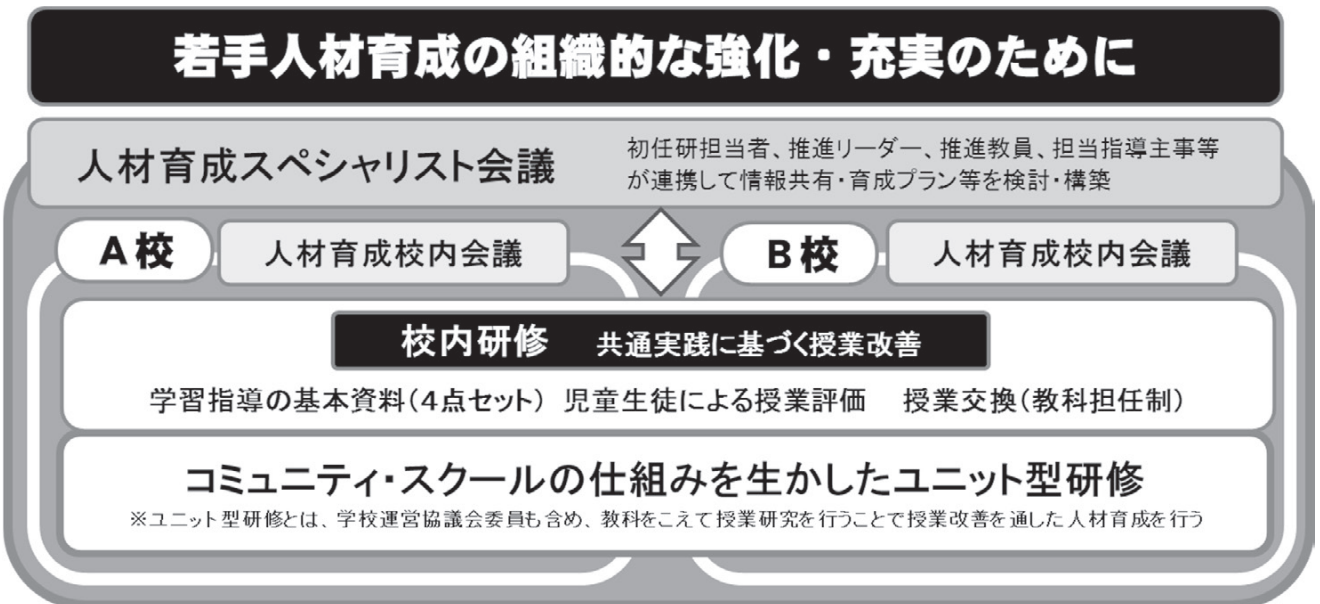 若手人材育成の組織的な強化・充実のために
人材育成スペシャリスト会議
初任研担当者、推進リーダー、推進教員、担当指導主事等
が連携して情報共有・育成プラン等を検討・構築
A校 人材育成校内会議
B校 人材育成校内会議
校内研修 共通実践に基づく授業改善
学習指導の基本資料(4点セット) 児童生徒による授業評価 授業交換(教科担任制)
コミュニティ・スクールの仕組みを生かしたユニット型研修
※ユニット型研修とは、学校運営協議会委員も含め、教科をこえて授業研究を行うことで授業改善を通した人材育成を行う